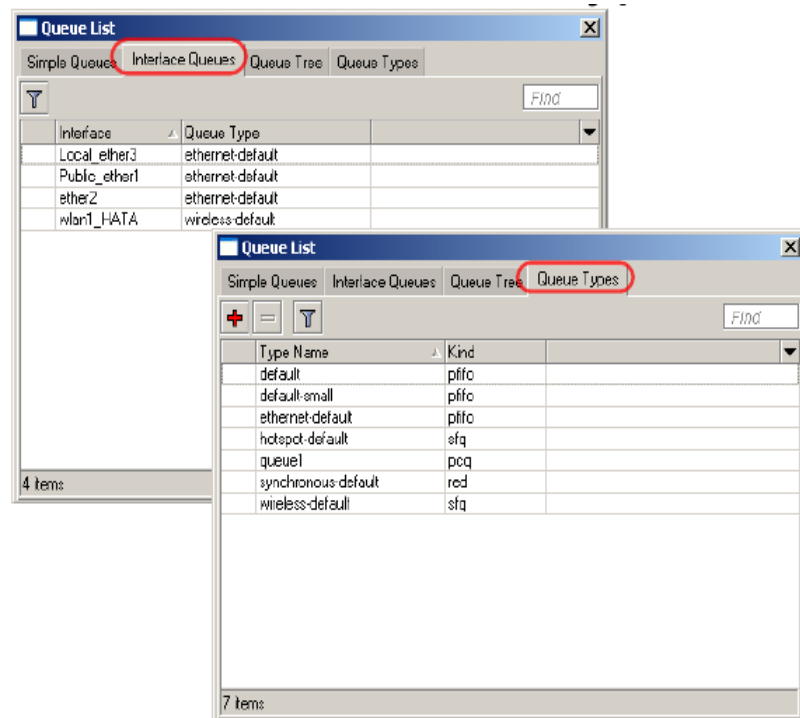 Queue List
Simple Queues Interface Queues Queue Tree Queue Types
Find
Interface Queue Type
Local_ether3 ethernet-default
Public_ether1 ethernet-default
ether2 ethernet-default
wlan1_HATA wireless-default
4 items
Queue List
Simple Queues Interface Queues Queue Tree Queue Types
Find
Type Name Kind
default pfifo
default-small pfifo
ethernet-default pfifo
hotspot-default sfq
queue1 pcq
synchronous-default red
wireless-default sfq
7 items